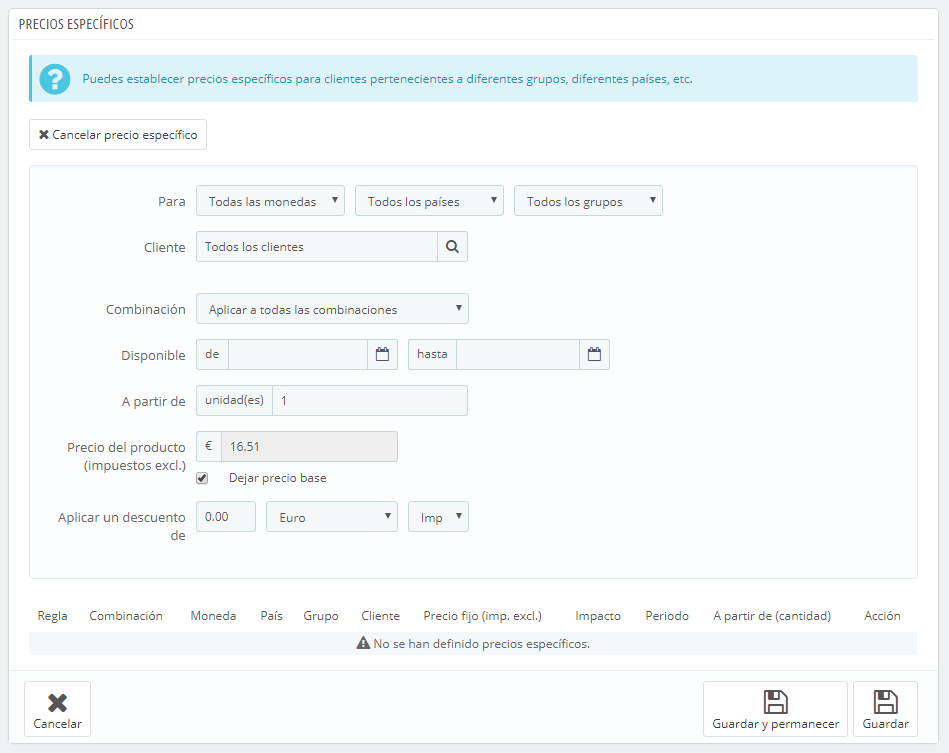 PRECIOS ESPECÍFICOS
Puedes establecer precios específicos para clientes pertenecientes a diferentes grupos, diferentes países, etc.
Cancelar precio específico
Para Todas las monedas Todos los países Todos los grupos
Cliente Todos los clientes
Combinación Aplicar a todas las combinaciones
Disponible de hasta
A partir de unidad(es) 1
Precio del producto € 16.51
(impuestos excl.)
Dejar precio base
Aplicar un descuento 0.00 Euro Imp
de
Regla Combinación Moneda País Grupo Cliente Precio fijo (imp. excl.) Impacto Periodo A partir de (cantidad) Acción
No se han definido precios específicos.
Cancelar Guardar y permanecer Guardar